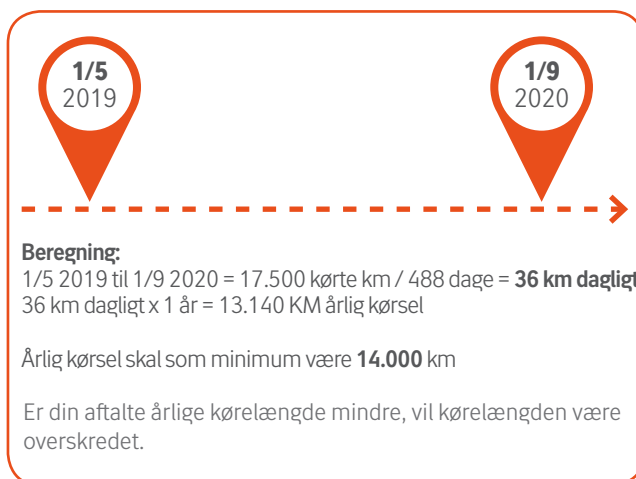 1/5
2019
1/9
2020
Beregning:
1/5 2019 til 1/9 2020 = 17.500 kørte km / 488 dage = 36 km dagligt
36 km dagligt x 1 år = 13.140 KM årlig kørsel
Årlig kørsel skal som minimum være 14.000 km
Er din aftalte årlige kørelængde mindre, vil kørelængden være
overskredet.